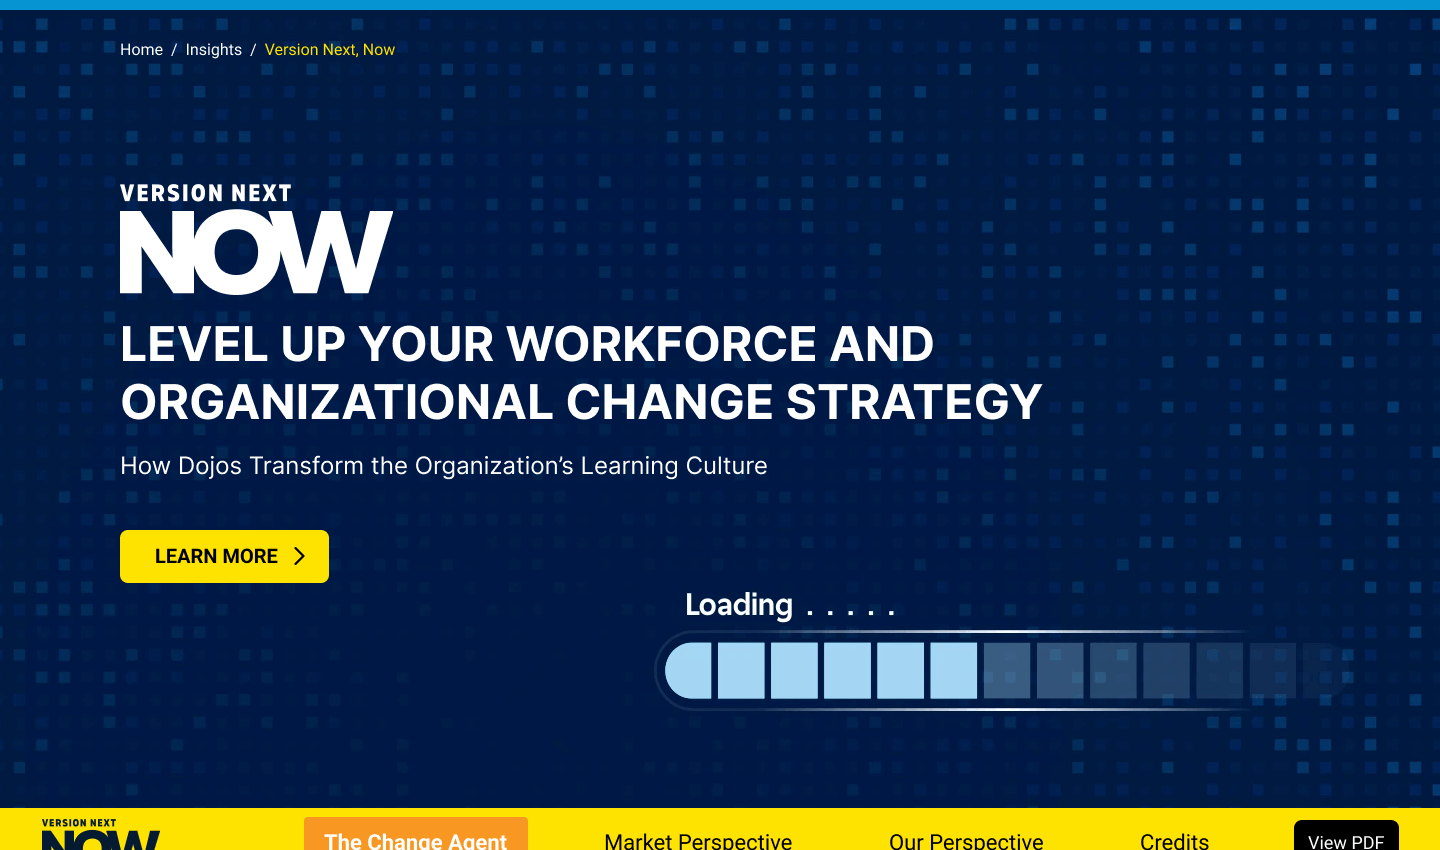 Home / Insights / Version Next, Now
VERSION NEXT
NOW
LEVEL UP YOUR WORKFORCE AND
ORGANIZATIONAL CHANGE STRATEGY
How Dojos Transform the Organization’s Learning Culture
LEARN MORE
Loading . . . . .
VERSION NEXT
NOW
The Change Agent
Market Perspective
Our Perspective
Credits
View PDF